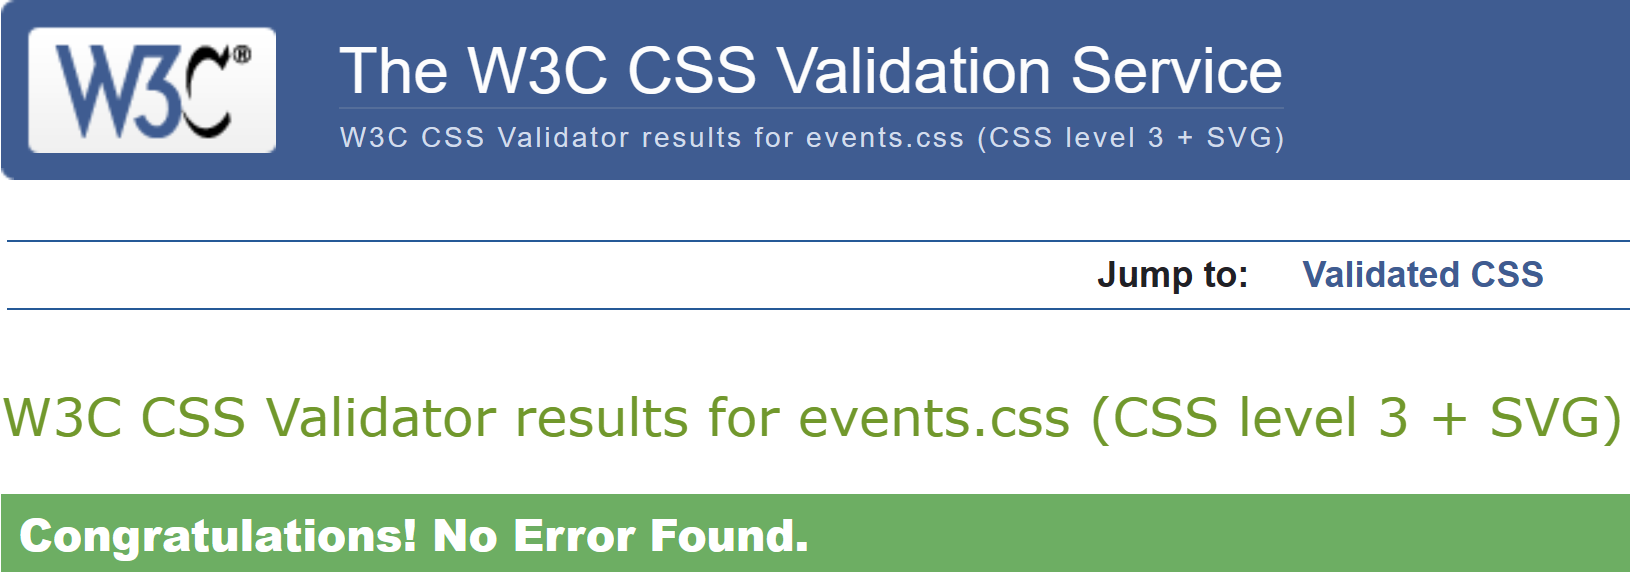 W3C®
The W3C CSS Validation Service
W3C CSS Validator results for events.css (CSS level 3 + SVG)
Jump to: Validated CSS
W3C CSS Validator results for events.css (CSS level 3 + SVG)
Congratulations! No Error Found.